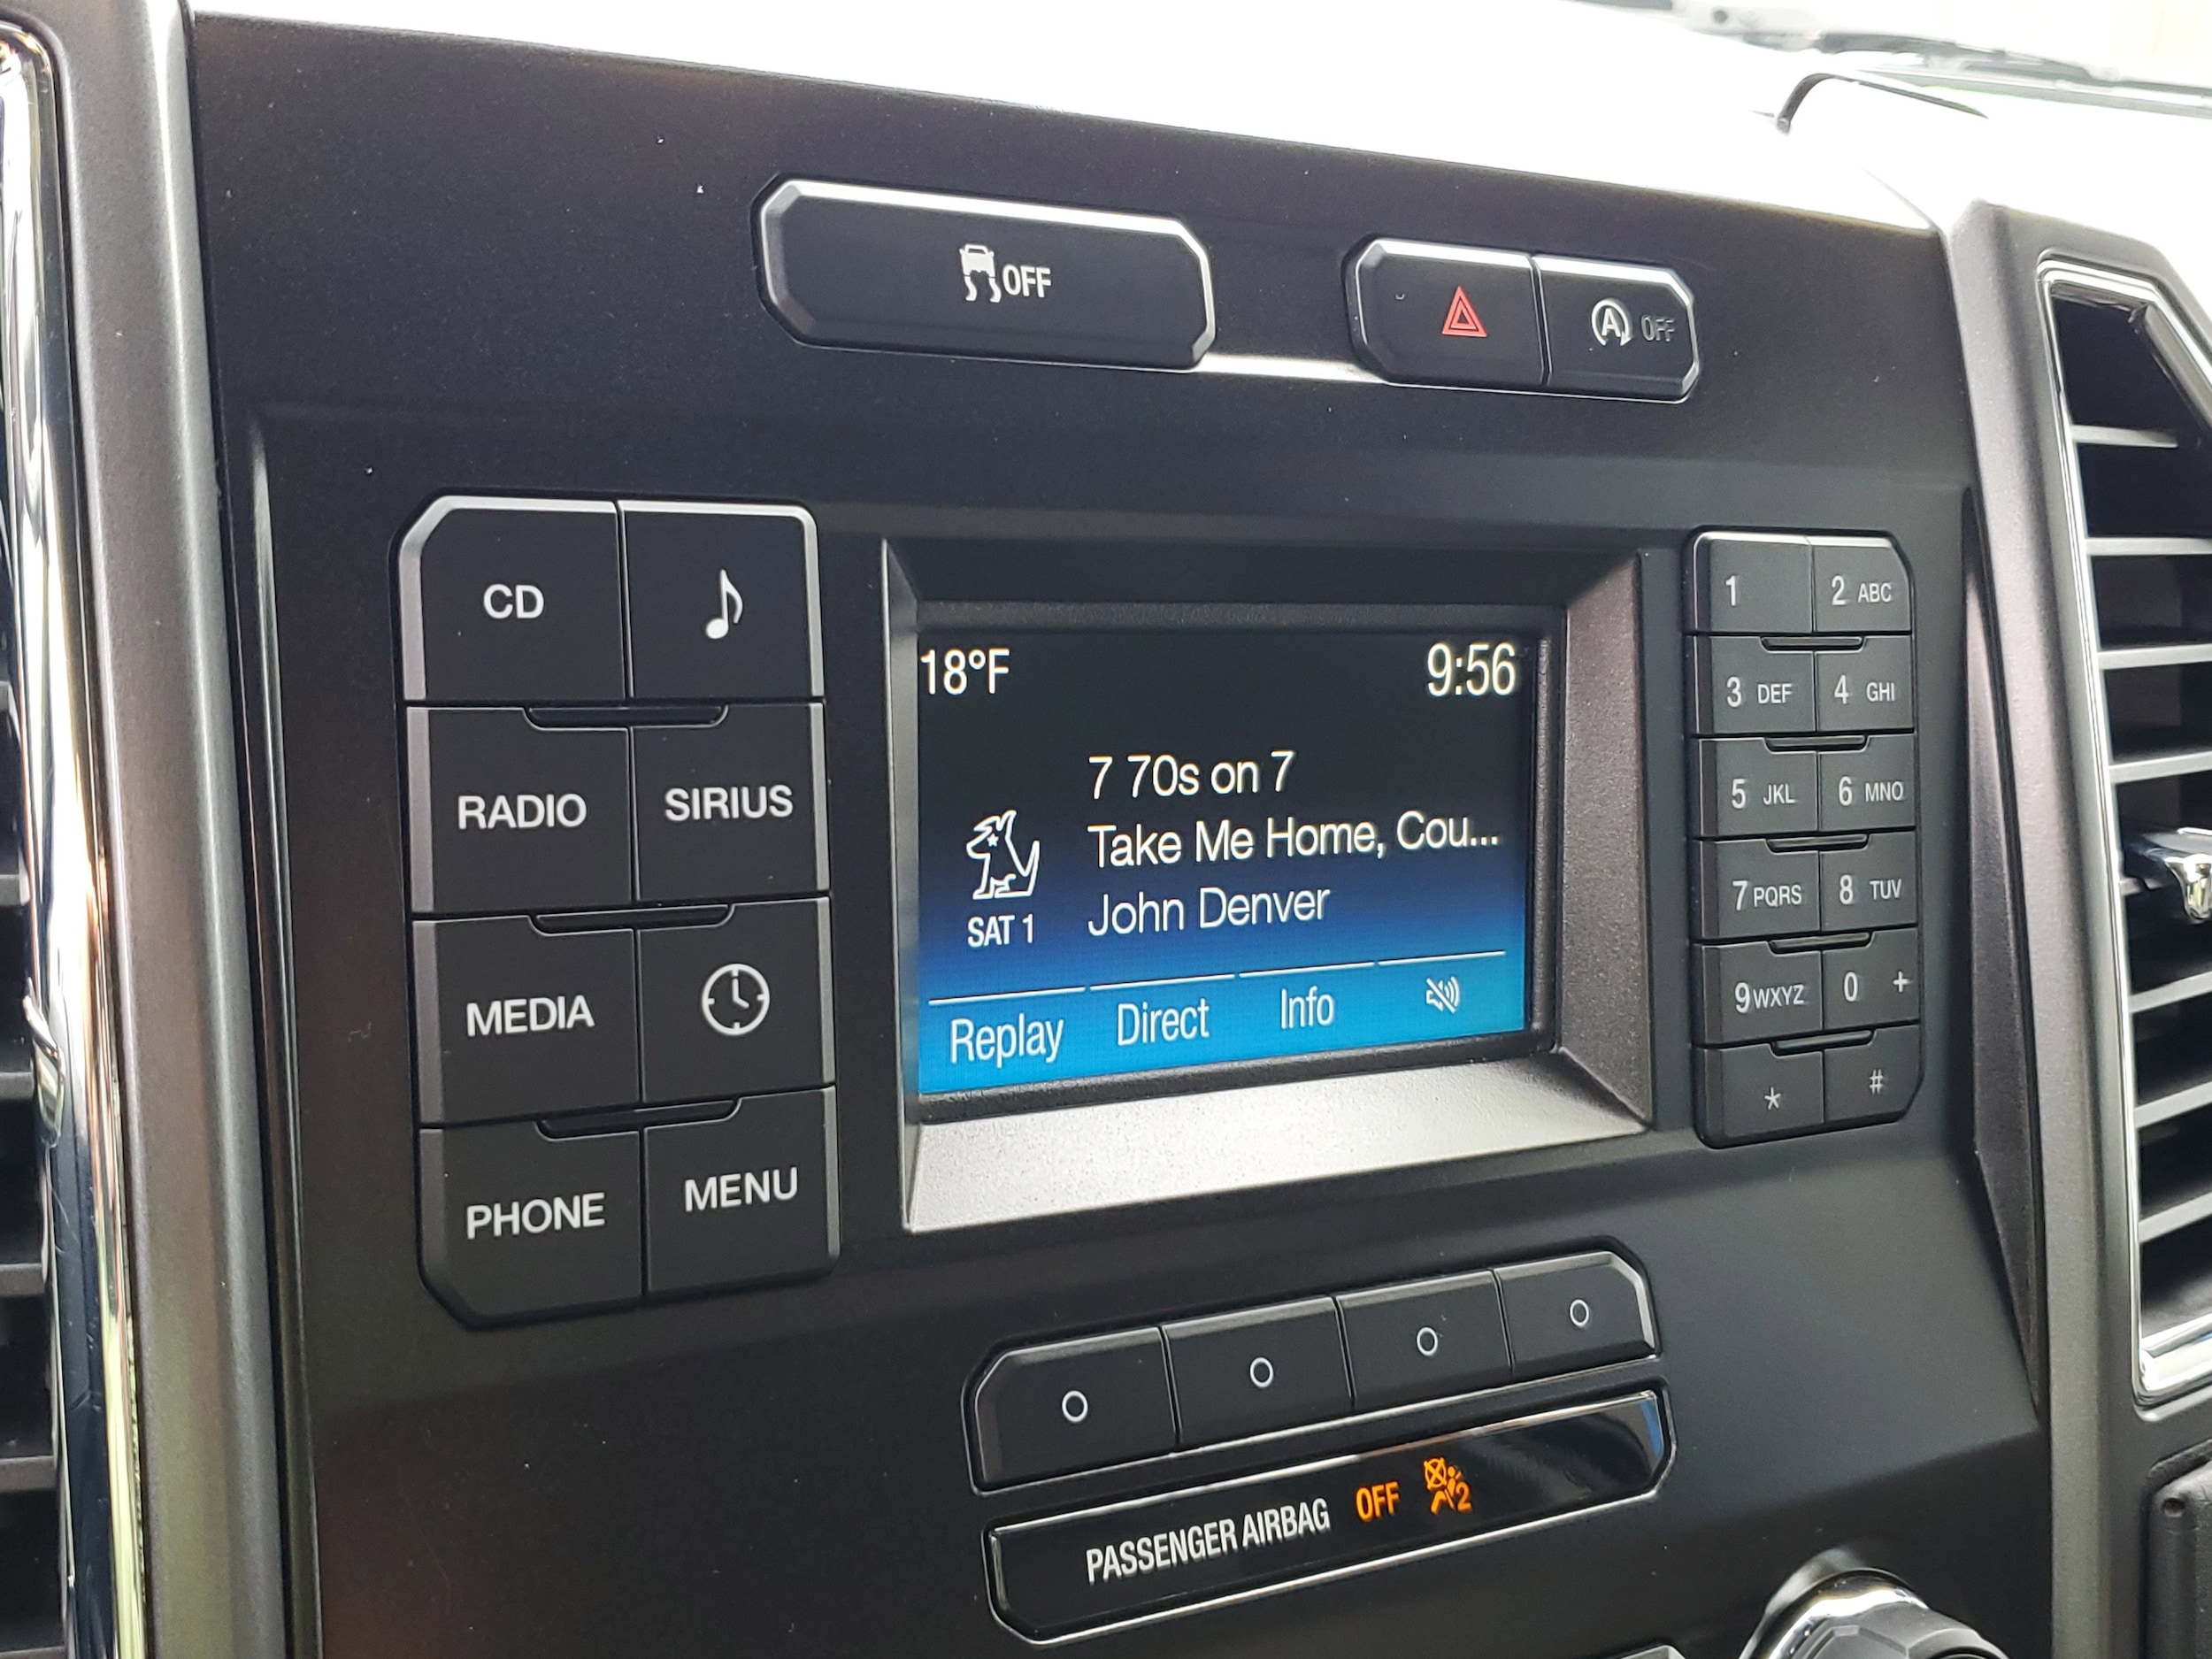 OFF
A OFF
CD
RADIO SIRIUS
MEDIA
PHONE MENU
18°F 9:56
7 70s on 7
Take Me Home, Cou...
John Denver
SAT 1
Replay Direct Info
1 2 ABC
3 DEF 4 GHI
5 JKL 6 MNO
7 PQRS 8 TUV
9 WXYZ 0 +
* #
PASSENGER AIRBAG OFF 2